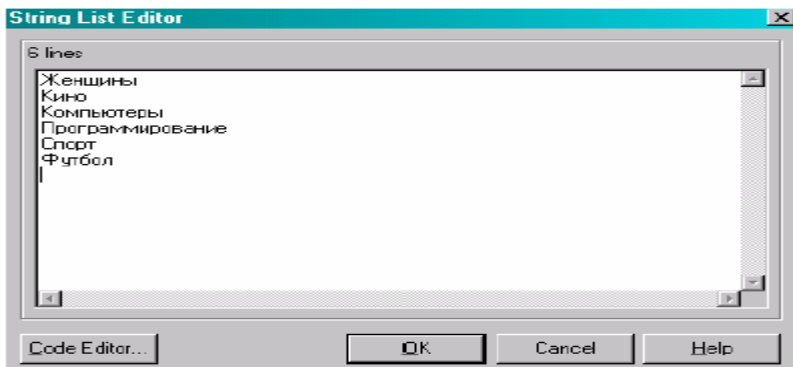 String List Editor
6 lines
Женщины
Кино
Компьютеры
Программирование
Спорт
Футбол
Code Editor... OK Cancel Help